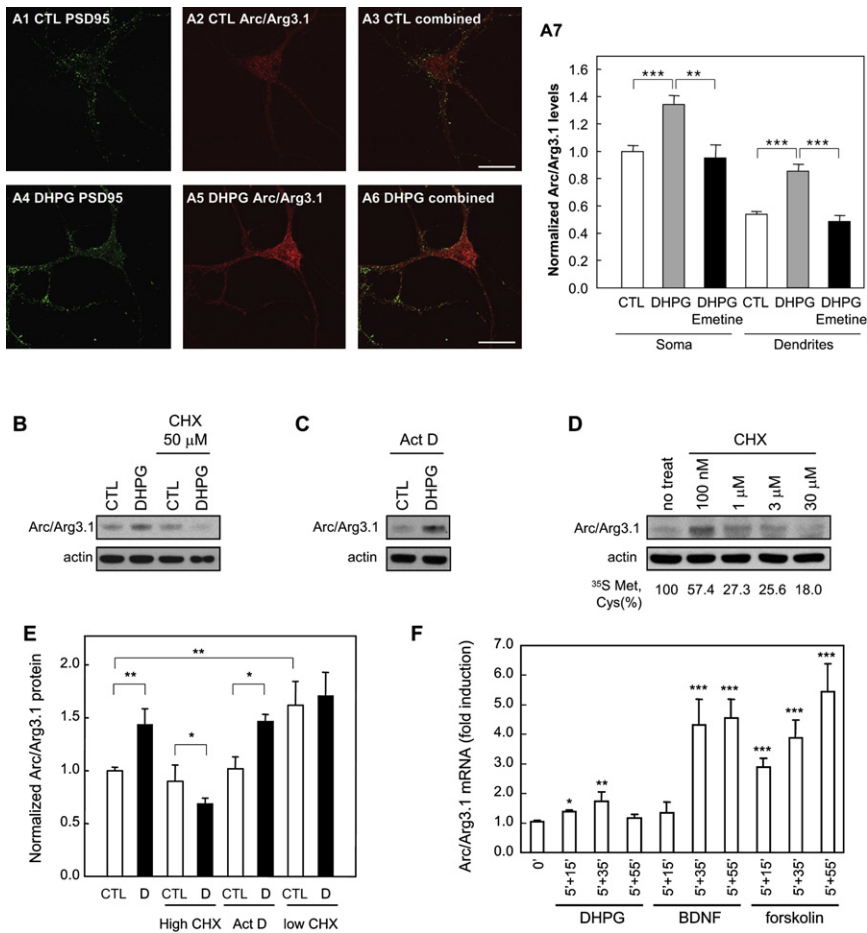 A1 CTL PSD95
A2 CTL Arc/Arg3.1
A3 CTL combined
A4 DHPG PSD95
A5 DHPG Arc/Arg3.1
A6 DHPG combined
A7
Normalized Arc/Arg3.1 levels
1.6
1.4
1.2
1.0
0.8
0.6
0.4
0.2
0.0
*** **
*** ***
CTL DHPG DHPG CTL DHPG DHPG
Emetine Emetine
Soma Dendrites
B
CHX
50 μM
CTL DHPG CTL DHPG
Arc/Arg3.1
actin
C
Act D
CTL DHPG
Arc/Arg3.1
actin
D
CHX
no treat 100 nM 1 μM 3 μM 30 μM
Arc/Arg3.1
actin
35S Met, 100 57.4 27.3 25.6 18.0
Cys(%)
E
Normalized Arc/Arg3.1 protein
2.0
1.5
1.0
0.5
0.0
**
**
*
*
CTL D CTL D CTL D CTL D
High CHX Act D low CHX
F
Arc/Arg3.1 mRNA (fold induction)
7.0
6.0
5.0
4.0
3.0
2.0
1.0
0.0
* ** *** *** *** *** ***
0' 5'+15' 5'+35' 5'+55' 5'+15' 5'+35' 5'+55' 5'+15' 5'+35' 5'+55'
DHPG BDNF forskolin